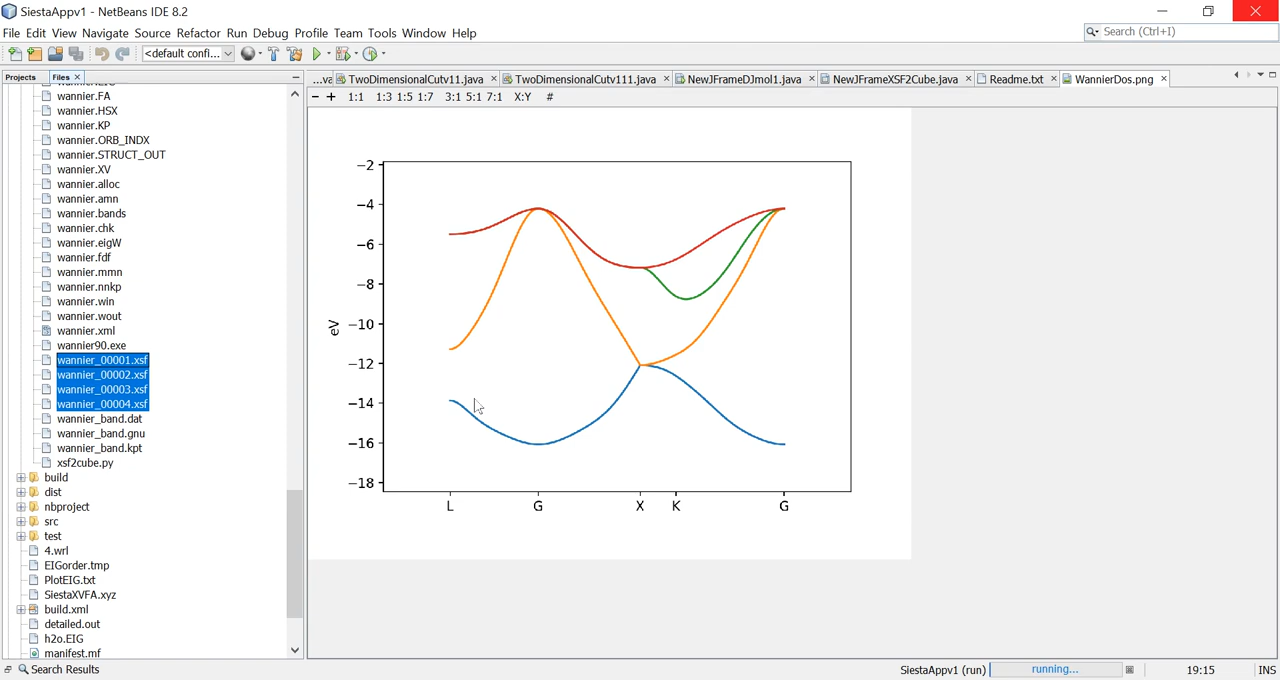 SiestaAppv1 - NetBeans IDE 8.2
File Edit View Navigate Source Refactor Run Debug Profile Team Tools Window Help
Search (Ctrl+I)
<default confi...
Projects Files
...va TwoDimensionalCutv11.java TwoDimensionalCutv111.java NewJFrameDJmol1.java NewJFrameXSF2Cube.java Readme.txt WannierDos.png
1:1 1:3 1:5 1:7 3:1 5:1 7:1 X:Y #
wannier.FA
wannier.HSX
wannier.KP
wannier.ORB_INDX
wannier.STRUCT_OUT
wannier.XV
wannier.alloc
wannier.amn
wannier.bands
wannier.chk
wannier.eigW
wannier.fdf
wannier.mmn
wannier.nnkp
wannier.win
wannier.wout
wannier.xml
wannier90.exe
wannier_00001.xsf
wannier_00002.xsf
wannier_00003.xsf
wannier_00004.xsf
wannier_band.dat
wannier_band.gnu
wannier_band.kpt
xsf2cube.py
build
dist
nbproject
src
test
4.wrl
EIGorder.tmp
PlotEIG.txt
SiestaXVFA.xyz
build.xml
detailed.out
h2o.EIG
manifest.mf
−2
−4
−6
−8
−10
−12
−14
−16
−18
eV
L G X K G
Search Results
SiestaAppv1 (run) running... 19:15 INS